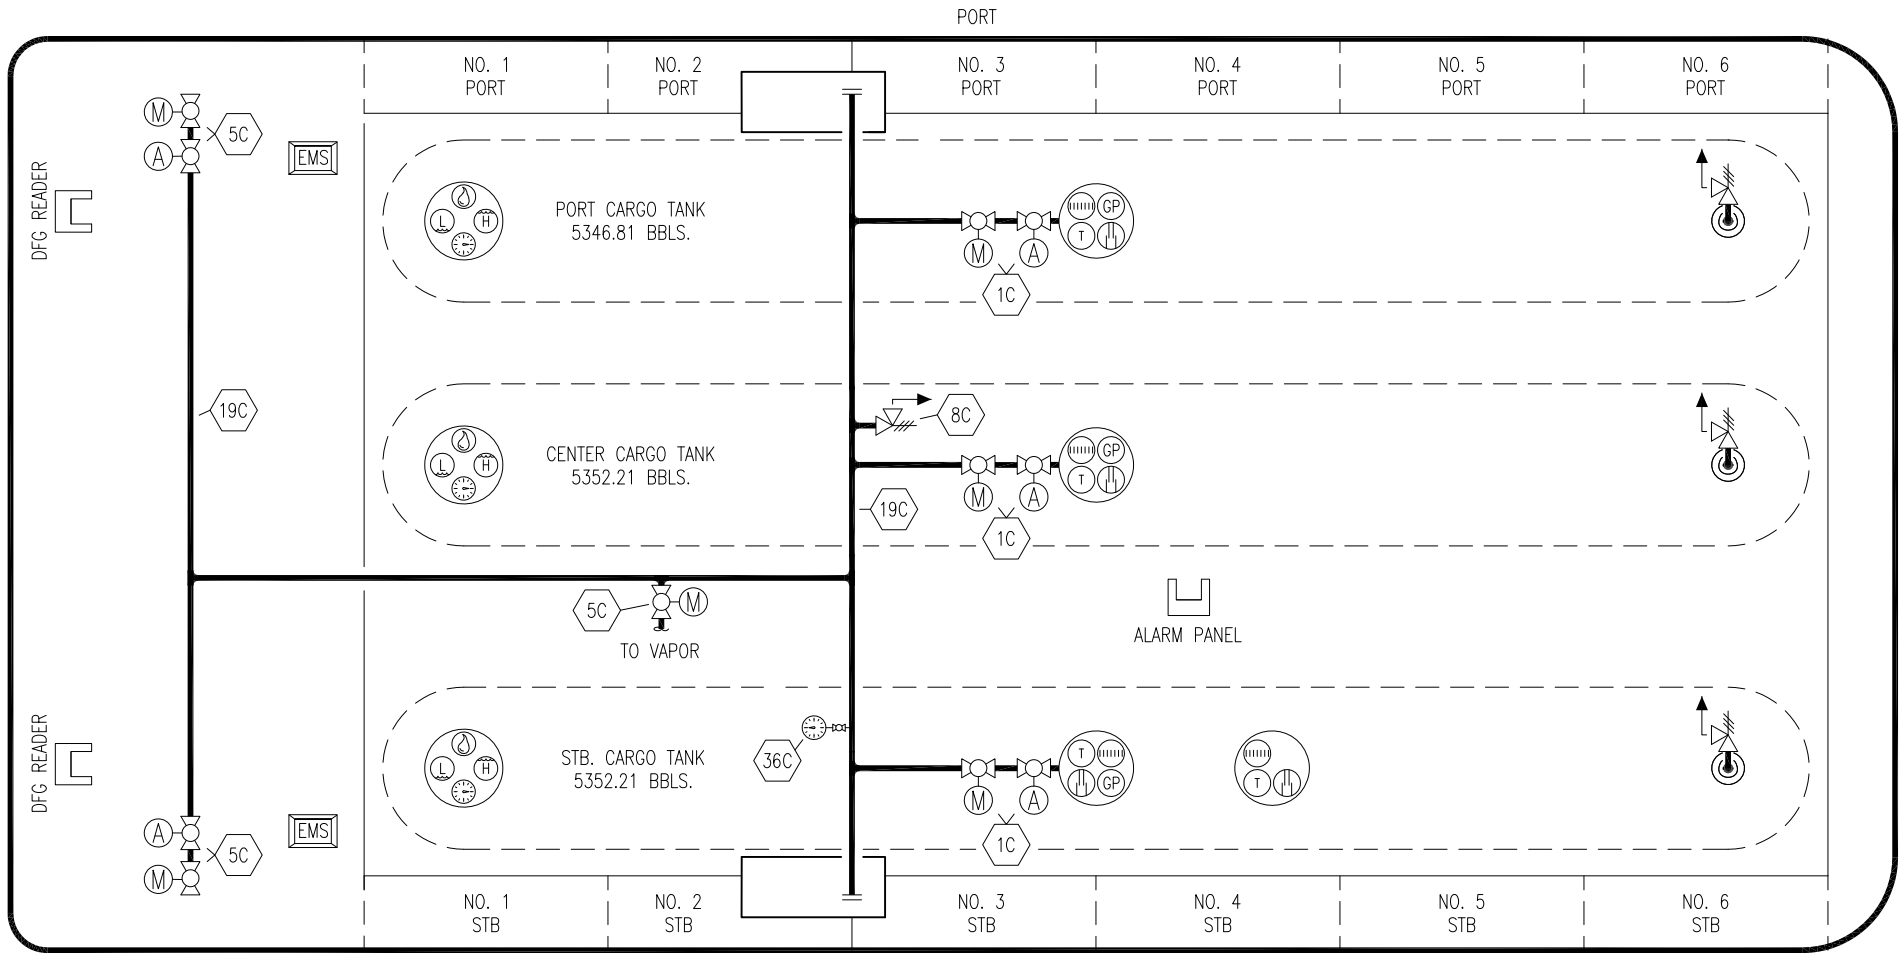 PORT
NO. 1
PORT
NO. 2
PORT
NO. 3
PORT
NO. 4
PORT
NO. 5
PORT
NO. 6
PORT
M
5C
A
EMS
DFG READER
L
H
PORT CARGO TANK
5346.81 BBLS.
M
A
GP
T
1C
19C
8C
L
H
CENTER CARGO TANK
5352.21 BBLS.
M
A
GP
T
19C
1C
5C
M
TO VAPOR
ALARM PANEL
DFG READER
L
H
STB. CARGO TANK
5352.21 BBLS.
36C
M
A
T
GP
T
1C
A
M
5C
EMS
NO. 1
STB
NO. 2
STB
NO. 3
STB
NO. 4
STB
NO. 5
STB
NO. 6
STB